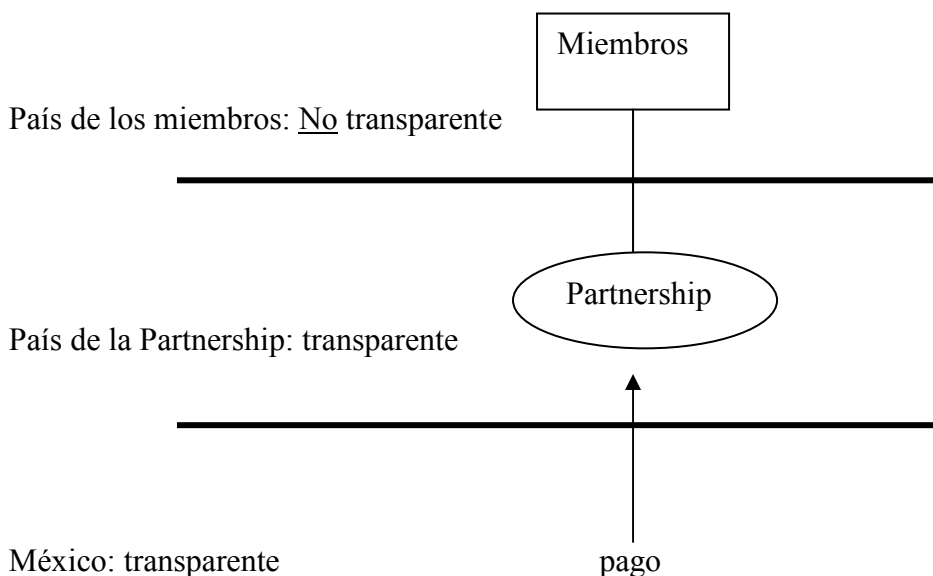 Miembros
País de los miembros: No transparente
Partnership
País de la Partnership: transparente
México: transparente pago